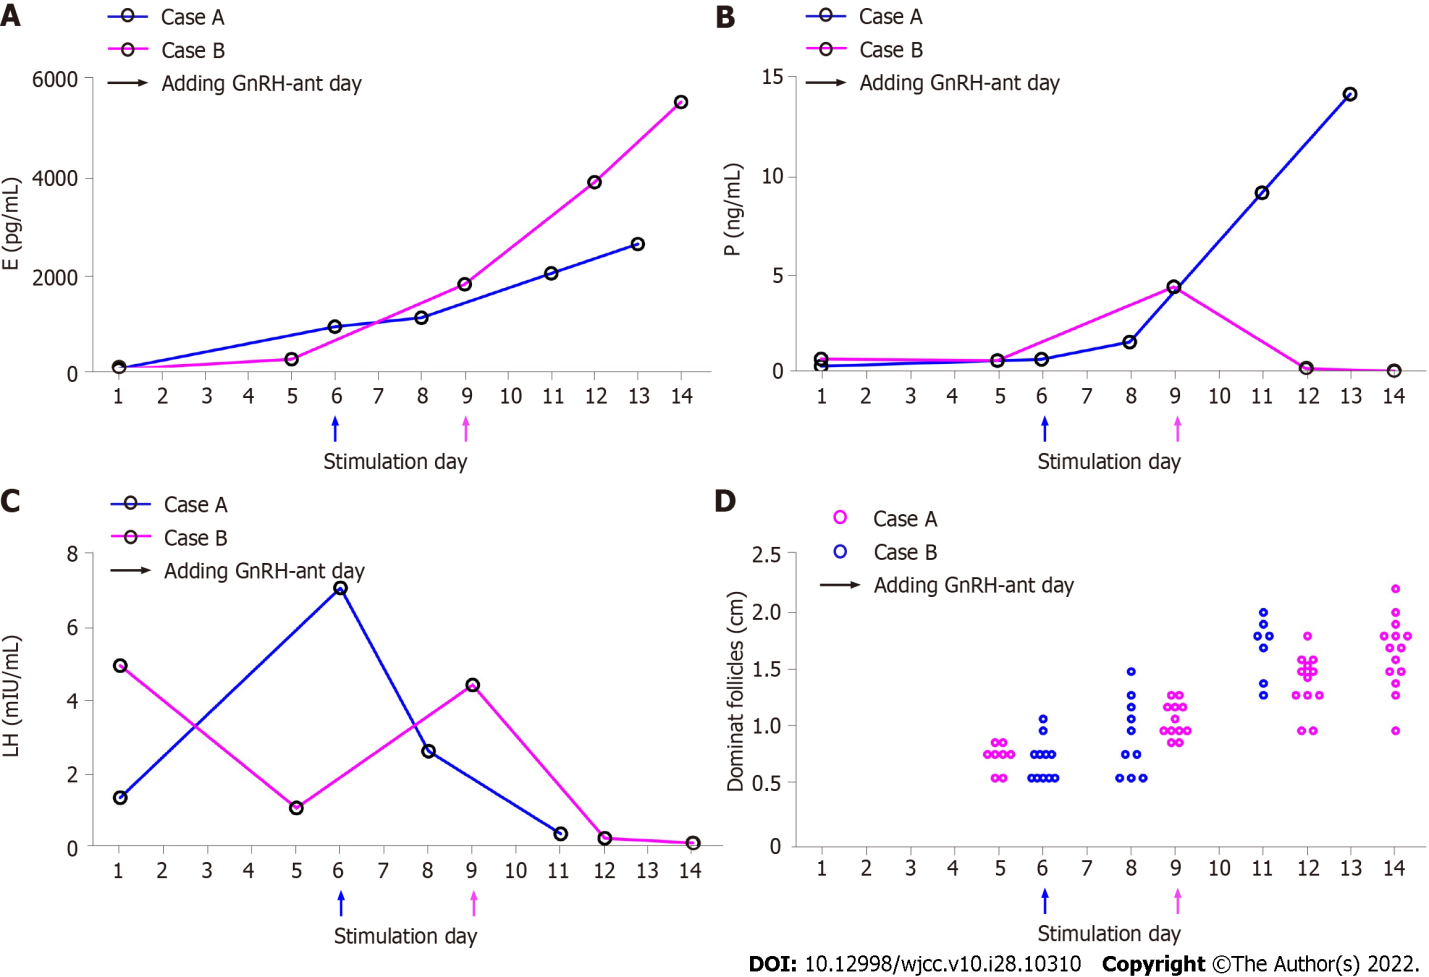 A
Case A
Case B
Adding GnRH-ant day
E (pg/mL)
6000
4000
2000
0
1 2 3 4 5 6 7 8 9 10 11 12 13 14
Stimulation day
B
Case A
Case B
Adding GnRH-ant day
P (ng/mL)
15
10
5
0
1 2 3 4 5 6 7 8 9 10 11 12 13 14
Stimulation day
C
Case A
Case B
Adding GnRH-ant day
LH (mIU/mL)
8
6
4
2
0
1 2 3 4 5 6 7 8 9 10 11 12 13 14
Stimulation day
D
Case A
Case B
Adding GnRH-ant day
Dominat follicles (cm)
2.5
2.0
1.5
1.0
0.5
0
1 2 3 4 5 6 7 8 9 10 11 12 13 14
Stimulation day
DOI: 10.12998/wjcc.v10.i28.10310 Copyright ©The Author(s) 2022.